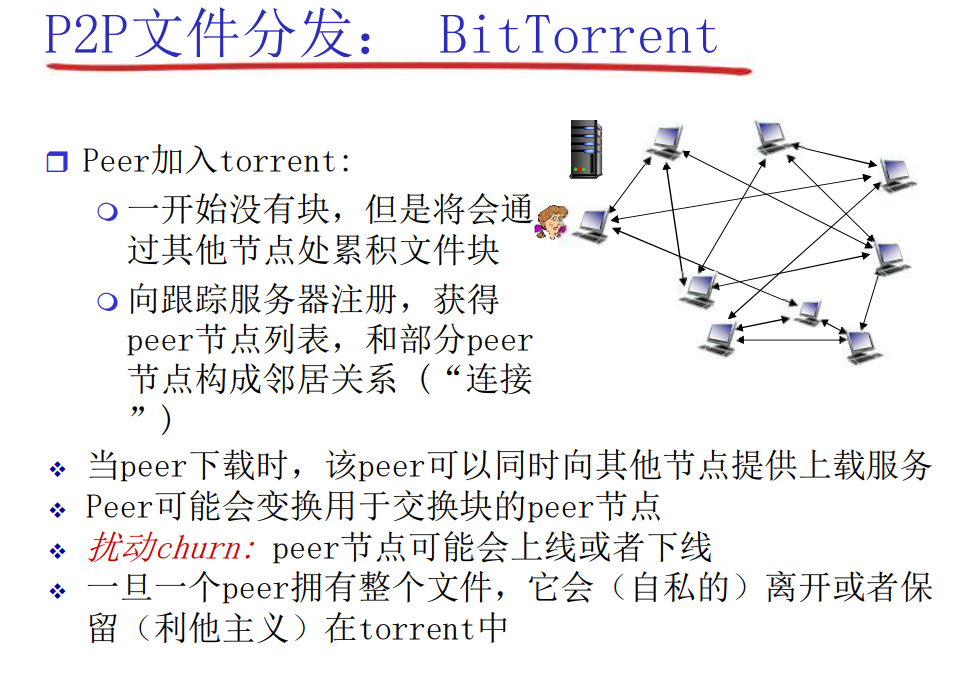 P2P文件分发： BitTorrent
Peer加入torrent:
一开始没有块，但是将会通
过其他节点处累积文件块
向跟踪服务器注册，获得
peer节点列表，和部分peer
节点构成邻居关系 (“连接
”)
当peer下载时，该peer可以同时向其他节点提供上载服务
Peer可能会变换用于交换块的peer节点
扰动churn: peer节点可能会上线或者下线
一旦一个peer拥有整个文件，它会（自私的）离开或者保
留（利他主义）在torrent中